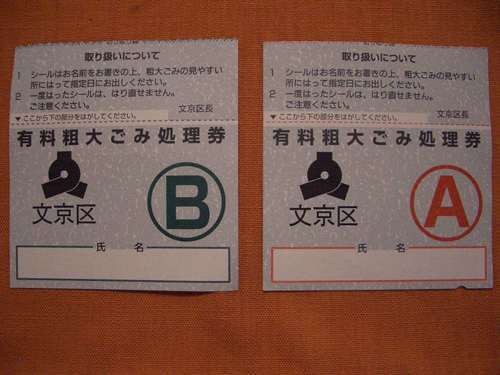 取り扱いについて
1 シールはお名前をお書きの上、粗大ごみの見やすい
所にはって指定日にお出しください。
2 一度はったシールは、はり直せません。
ご注意ください。
文京区長
▼ここから下の部分をはがしてください。
有料粗大ごみ処理券
文京区
B
氏 名
取り扱いについて
1 シールはお名前をお書きの上、粗大ごみの見やすい
所にはって指定日にお出しください。
2 一度はったシールは、はり直せません。
ご注意ください。
文京区長
▼ここから下の部分をはがしてください。
有料粗大ごみ処理券
文京区
A
氏 名